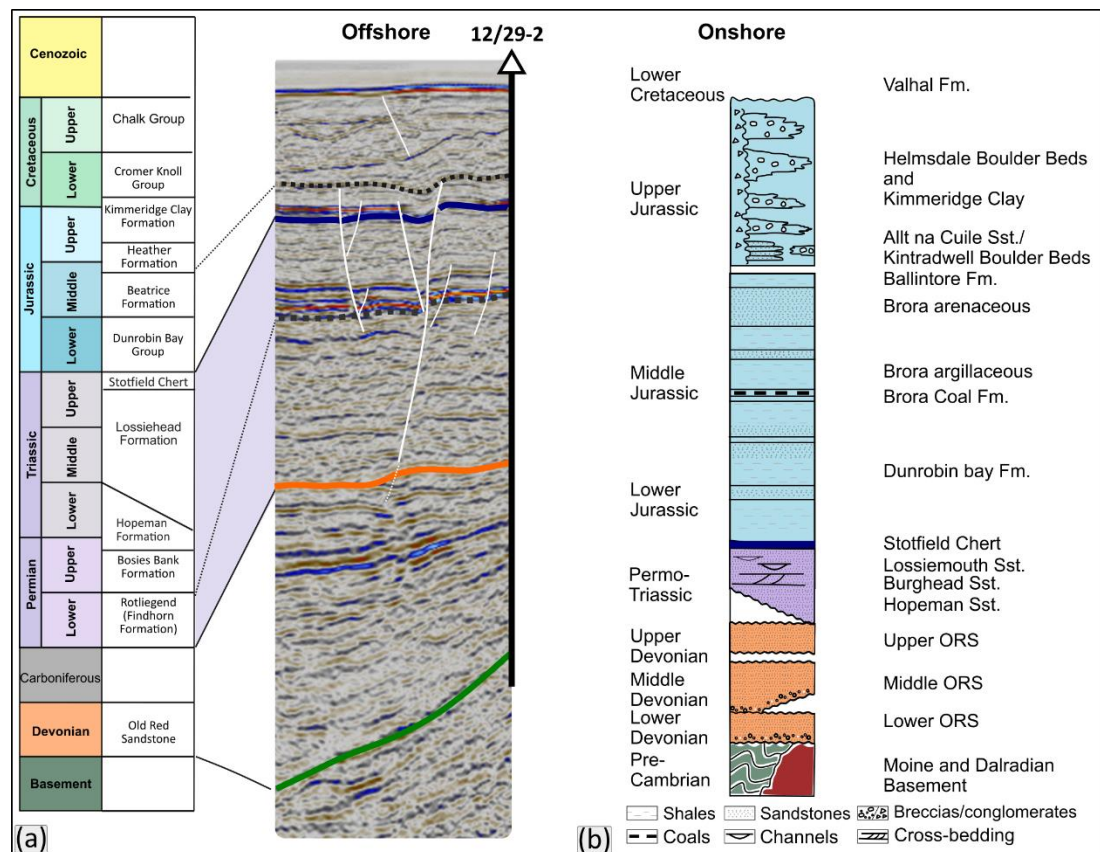 Offshore
12/29-2
Onshore
Cenozoic
Cretaceous
Upper
Chalk Group
Lower
Cromer Knoll
Group
Jurassic
Upper
Kimmeridge Clay
Formation
Heather
Formation
Middle
Beatrice
Formation
Lower
Dunrobin Bay
Group
Triassic
Upper
Stotfield Chert
Lossiehead
Formation
Middle
Lower
Hopeman
Formation
Permian
Upper
Bosies Bank
Formation
Lower
Rotliegend
(Findhorn
Formation)
Carboniferous
Devonian
Old Red
Sandstone
Basement
(a)
Lower
Cretaceous
Valhal Fm.
Upper
Jurassic
Helmsdale Boulder Beds
and
Kimmeridge Clay
Allt na Cuile Sst./
Kintradwell Boulder Beds
Ballintore Fm.
Brora arenaceous
Middle
Jurassic
Brora argillaceous
Brora Coal Fm.
Dunrobin bay Fm.
Lower
Jurassic
Stotfield Chert
Permo-
Triassic
Lossiemouth Sst.
Burghead Sst.
Hopeman Sst.
Upper
Devonian
Upper ORS
Middle
Devonian
Middle ORS
Lower
Devonian
Lower ORS
Pre-
Cambrian
Moine and Dalradian
Basement
Shales
Sandstones
Breccias/conglomerates
Coals
Channels
Cross-bedding
(b)